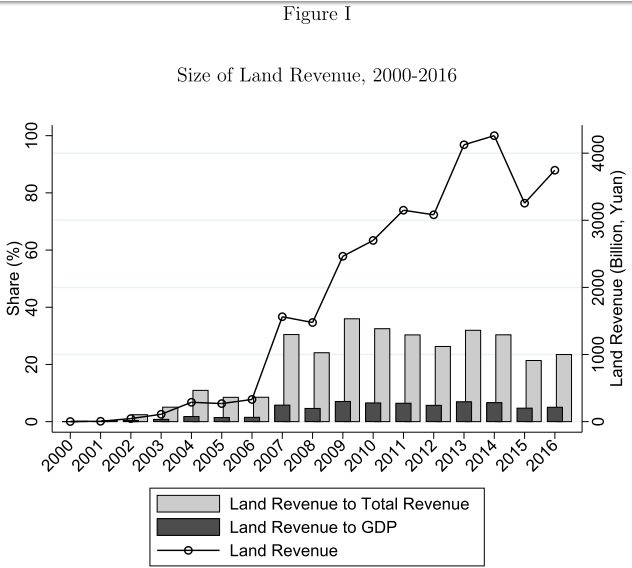 Figure I
Size of Land Revenue, 2000-2016
Share (%)
100
80
60
40
20
0
Land Revenue (Billion, Yuan)
4000
3000
2000
1000
0
2000 2001 2002 2003 2004 2005 2006 2007 2008 2009 2010 2011 2012 2013 2014 2015 2016
Land Revenue to Total Revenue
Land Revenue to GDP
Land Revenue